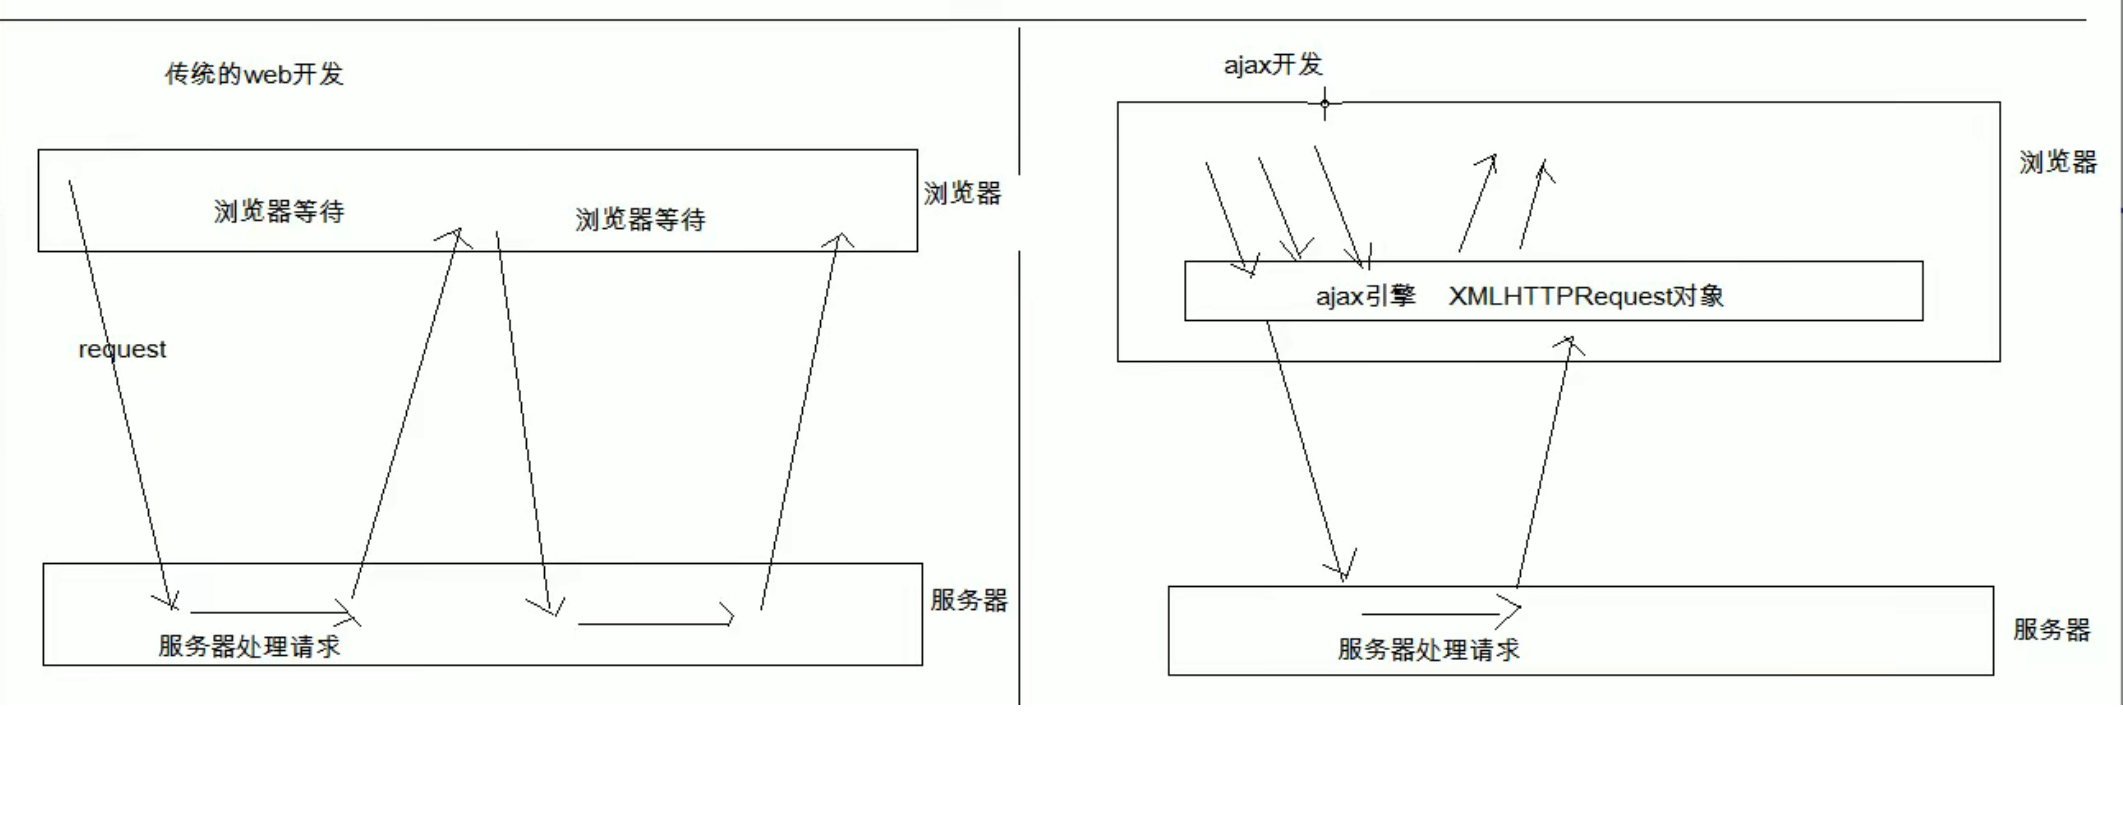 传统的web开发
浏览器等待
浏览器等待
浏览器
request
服务器
服务器处理请求
ajax开发
浏览器
ajax引擎 XMLHTTPRequest对象
服务器
服务器处理请求